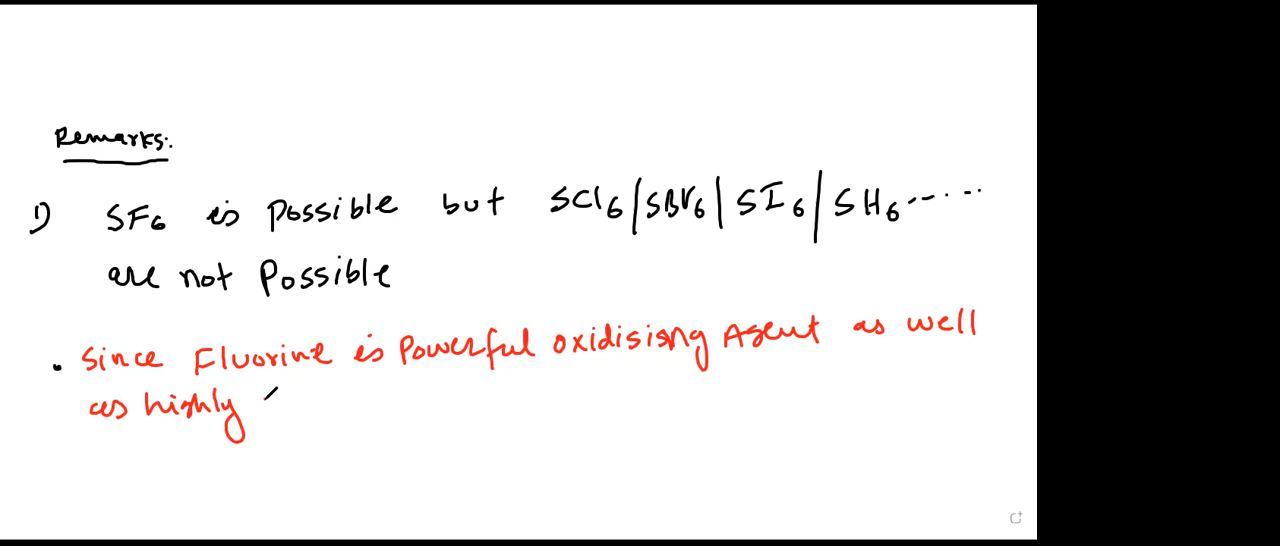 Remarks:
1) SF6 is possible but SCl6/SBr6/SI6/SH6-----
are not Possible
. Since Fluorine is Powerful oxidisisng Agent as well
as highly